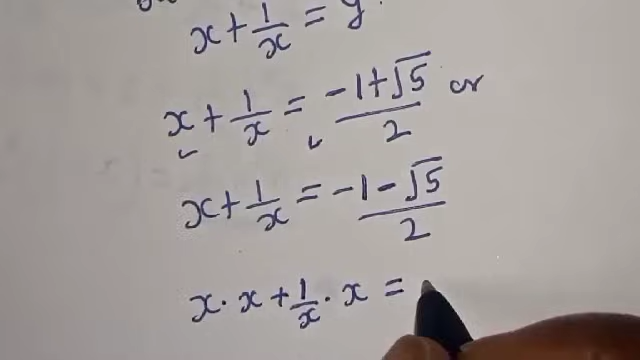 x + 1/x = y.
x + 1/x = (-1 + √5)/2 or
x + 1/x = (-1 - √5)/2
x · x + 1/x · x =